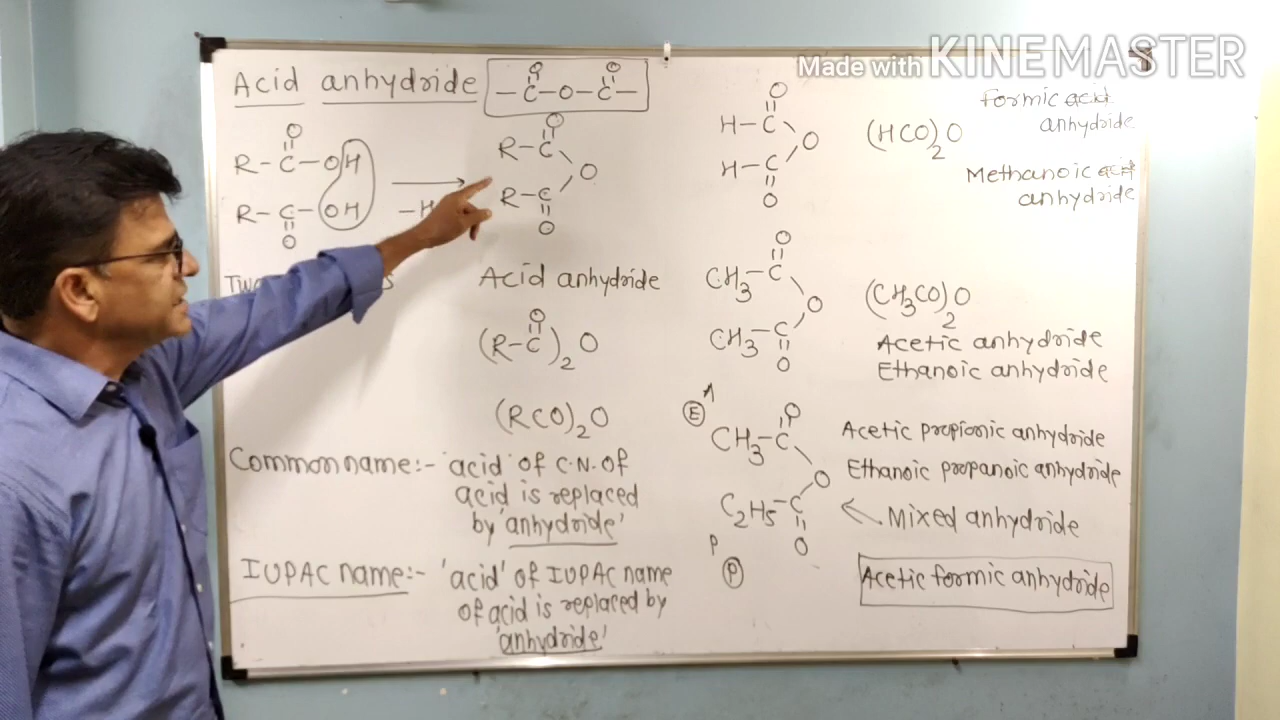 Made with KINEMASTER
Acid anhydride
O O
|| ||
—C—O—C—
O
||
R—C—OH
R—C—OH
||
O
—H
O
||
R—C
O
R—C
||
O
Acid anhydride
O
||
(R—C)2O
(RCO)2O
Common name:- 'acid' of C.N. of
acid is replaced
by 'anhydride'
IUPAC name:- 'acid' of IUPAC name
of acid is replaced by
'anhydride'
O
||
H—C
O
H—C
||
O
(HCO)2O
Formic acid
anhydride
Methanoic acid
anhydride
O
||
CH3—C
O
CH3—C
||
O
(CH3CO)2O
Acetic anhydride
Ethanoic anhydride
A
E
O
||
CH3—C
O
C2H5—C
||
O
P
P
Acetic propionic anhydride
Ethanoic propanoic anhydride
Mixed anhydride
Acetic formic anhydride